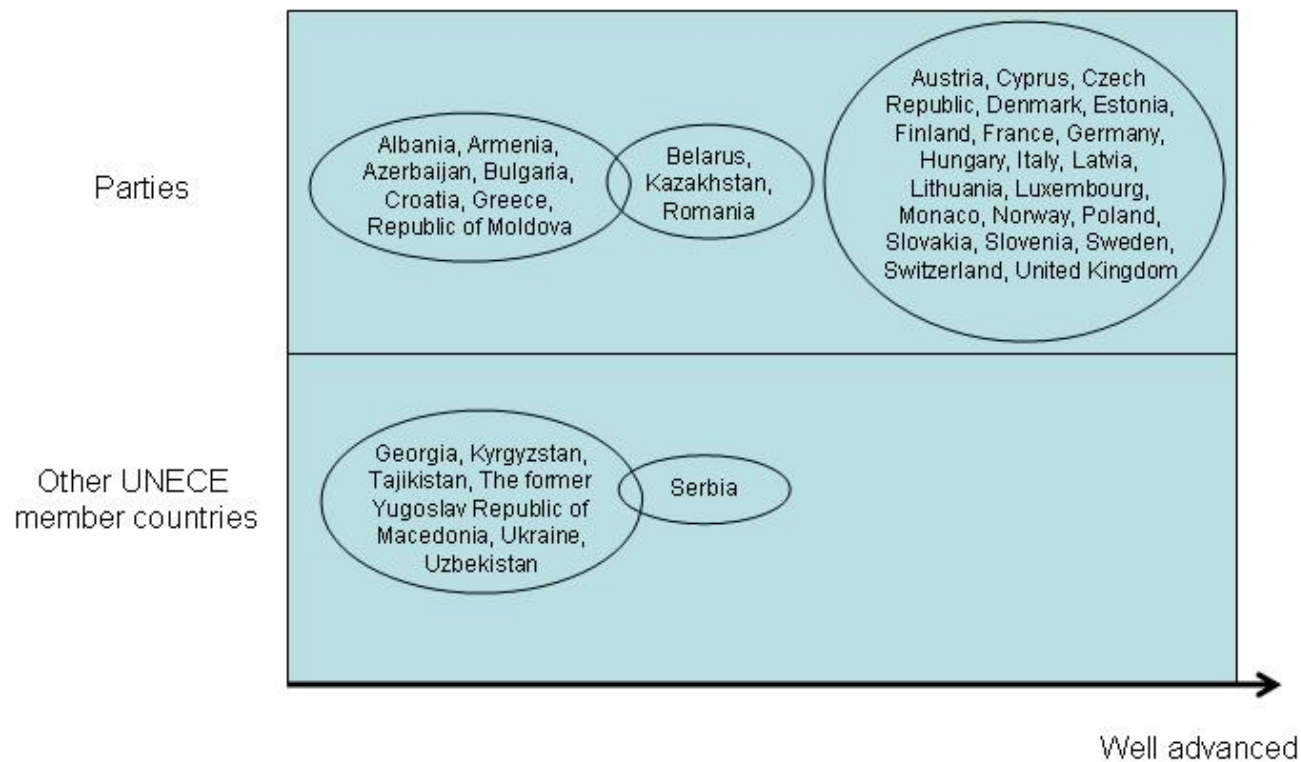 Parties
Albania, Armenia,
Azerbaijan, Bulgaria,
Croatia, Greece,
Republic of Moldova
Belarus,
Kazakhstan,
Romania
Austria, Cyprus, Czech
Republic, Denmark, Estonia,
Finland, France, Germany,
Hungary, Italy, Latvia,
Lithuania, Luxembourg,
Monaco, Norway, Poland,
Slovakia, Slovenia, Sweden,
Switzerland, United Kingdom
Other UNECE
member countries
Georgia, Kyrgyzstan,
Tajikistan, The former
Yugoslav Republic of
Macedonia, Ukraine,
Uzbekistan
Serbia
Well advanced